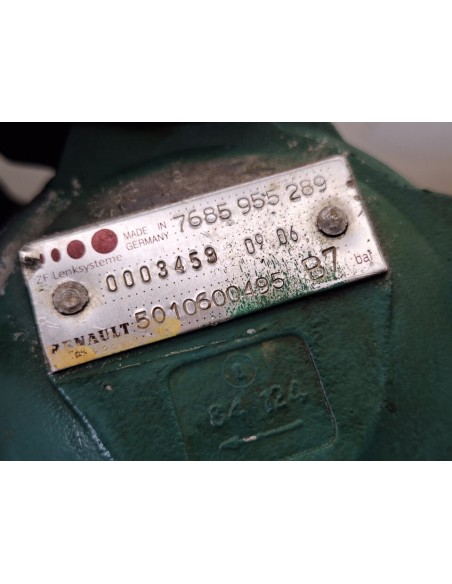 MADE IN GERMANY 7685 955 289
ZF-Lenksysteme 0003459 09 06
RENAULT 5010600495 B7 bar